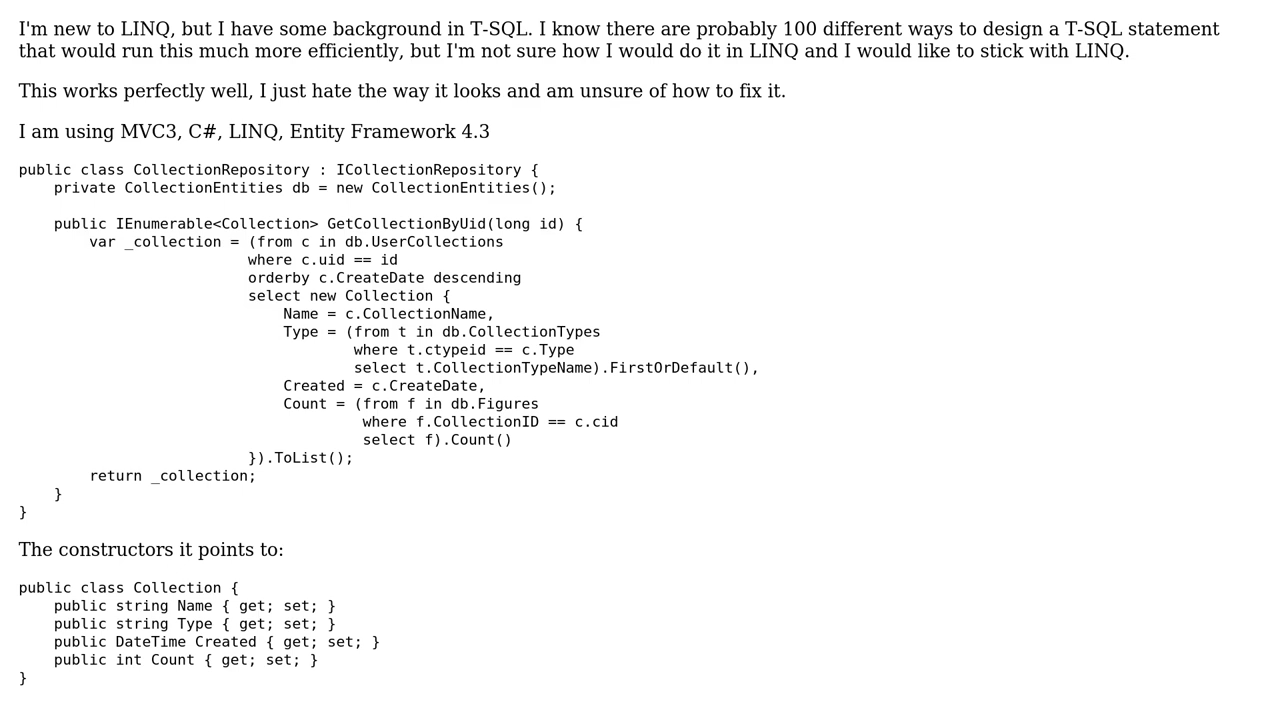 I'm new to LINQ, but I have some background in T-SQL. I know there are probably 100 different ways to design a T-SQL statement
that would run this much more efficiently, but I'm not sure how I would do it in LINQ and I would like to stick with LINQ.
This works perfectly well, I just hate the way it looks and am unsure of how to fix it.
I am using MVC3, C#, LINQ, Entity Framework 4.3
public class CollectionRepository : ICollectionRepository {
    private CollectionEntities db = new CollectionEntities();

    public IEnumerable<Collection> GetCollectionByUid(long id) {
        var _collection = (from c in db.UserCollections
                          where c.uid == id
                          orderby c.CreateDate descending
                          select new Collection {
                              Name = c.CollectionName,
                              Type = (from t in db.CollectionTypes
                                      where t.ctypeid == c.Type
                                      select t.CollectionTypeName).FirstOrDefault(),
                              Created = c.CreateDate,
                              Count = (from f in db.Figures
                                       where f.CollectionID == c.cid
                                       select f).Count()
                          }).ToList();
        return _collection;
    }
}
The constructors it points to:
public class Collection {
    public string Name { get; set; }
    public string Type { get; set; }
    public DateTime Created { get; set; }
    public int Count { get; set; }
}